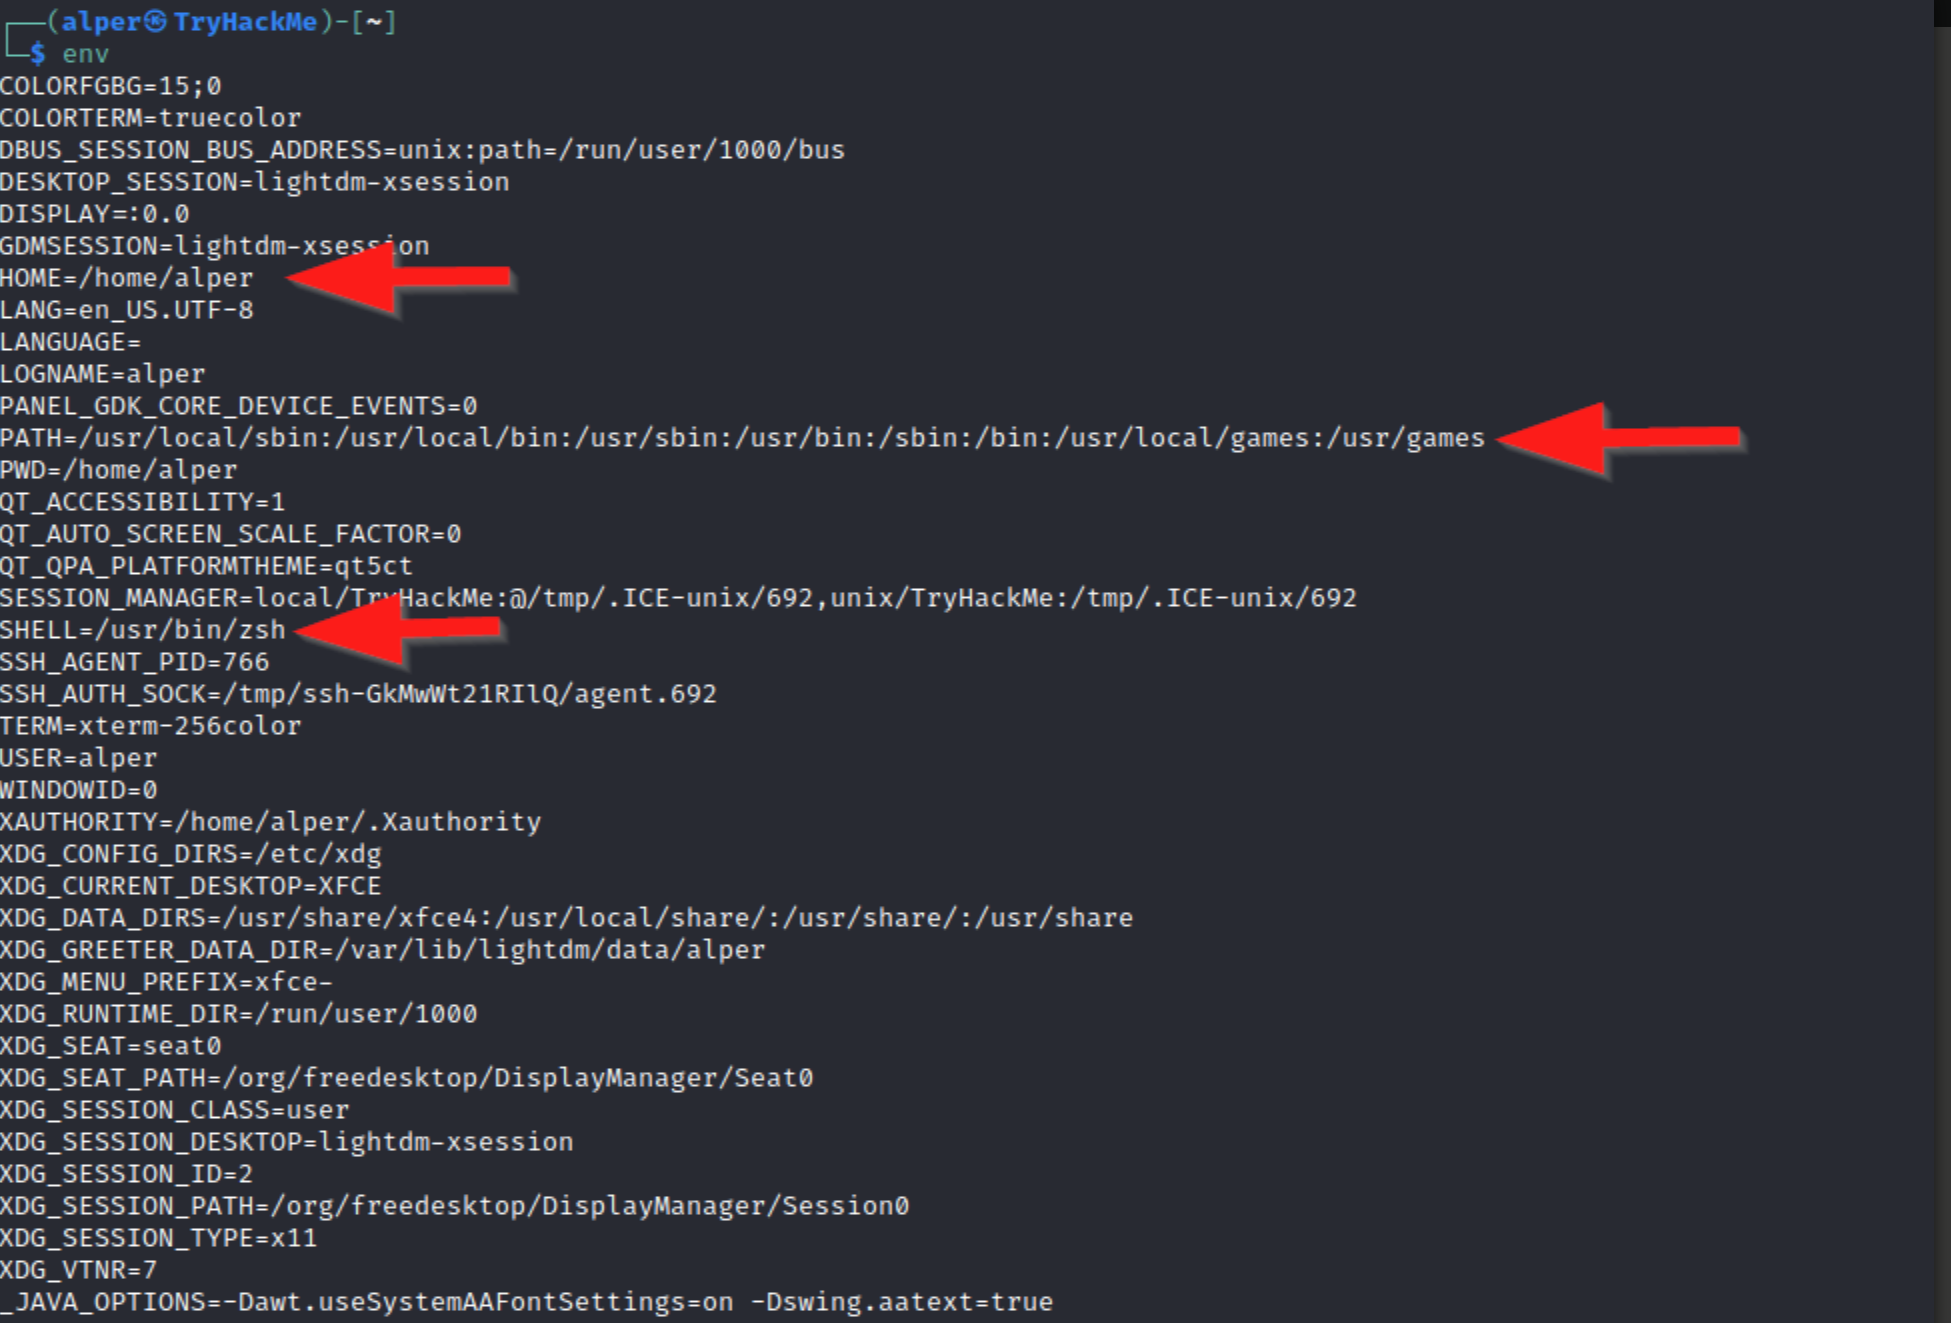 (alper㉿TryHackMe)-[~]
$ env
COLORFGBG=15;0
COLORTERM=truecolor
DBUS_SESSION_BUS_ADDRESS=unix:path=/run/user/1000/bus
DESKTOP_SESSION=lightdm-xsession
DISPLAY=:0.0
GDMSESSION=lightdm-xsession
HOME=/home/alper
LANG=en_US.UTF-8
LANGUAGE=
LOGNAME=alper
PANEL_GDK_CORE_DEVICE_EVENTS=0
PATH=/usr/local/sbin:/usr/local/bin:/usr/sbin:/usr/bin:/sbin:/bin:/usr/local/games:/usr/games
PWD=/home/alper
QT_ACCESSIBILITY=1
QT_AUTO_SCREEN_SCALE_FACTOR=0
QT_QPA_PLATFORMTHEME=qt5ct
SESSION_MANAGER=local/TryHackMe:@/tmp/.ICE-unix/692,unix/TryHackMe:/tmp/.ICE-unix/692
SHELL=/usr/bin/zsh
SSH_AGENT_PID=766
SSH_AUTH_SOCK=/tmp/ssh-GkMwWt21RIlQ/agent.692
TERM=xterm-256color
USER=alper
WINDOWID=0
XAUTHORITY=/home/alper/.Xauthority
XDG_CONFIG_DIRS=/etc/xdg
XDG_CURRENT_DESKTOP=XFCE
XDG_DATA_DIRS=/usr/share/xfce4:/usr/local/share/:/usr/share/:/usr/share
XDG_GREETER_DATA_DIR=/var/lib/lightdm/data/alper
XDG_MENU_PREFIX=xfce-
XDG_RUNTIME_DIR=/run/user/1000
XDG_SEAT=seat0
XDG_SEAT_PATH=/org/freedesktop/DisplayManager/Seat0
XDG_SESSION_CLASS=user
XDG_SESSION_DESKTOP=lightdm-xsession
XDG_SESSION_ID=2
XDG_SESSION_PATH=/org/freedesktop/DisplayManager/Session0
XDG_SESSION_TYPE=x11
XDG_VTNR=7
_JAVA_OPTIONS=-Dawt.useSystemAAFontSettings=on -Dswing.aatext=true